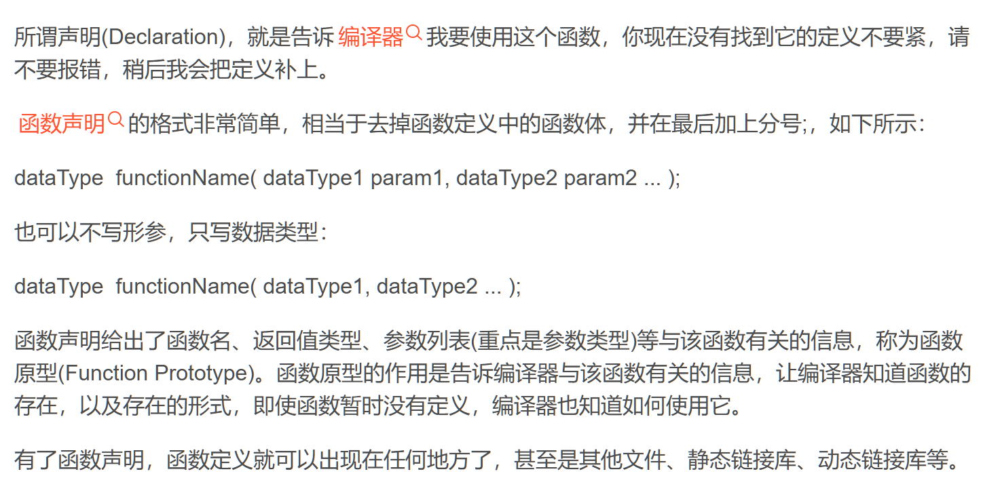 所谓声明(Declaration)，就是告诉 编译器 我要使用这个函数，你现在没有找到它的定义不要紧，请
不要报错，稍后我会把定义补上。
函数声明 的格式非常简单，相当于去掉函数定义中的函数体，并在最后加上分号;，如下所示：
dataType  functionName( dataType1 param1, dataType2 param2 ... );
也可以不写形参，只写数据类型：
dataType  functionName( dataType1, dataType2 ... );
函数声明给出了函数名、返回值类型、参数列表(重点是参数类型)等与该函数有关的信息，称为函数
原型(Function Prototype)。函数原型的作用是告诉编译器与该函数有关的信息，让编译器知道函数的
存在，以及存在的形式，即使函数暂时没有定义，编译器也知道如何使用它。
有了函数声明，函数定义就可以出现在任何地方了，甚至是其他文件、静态链接库、动态链接库等。